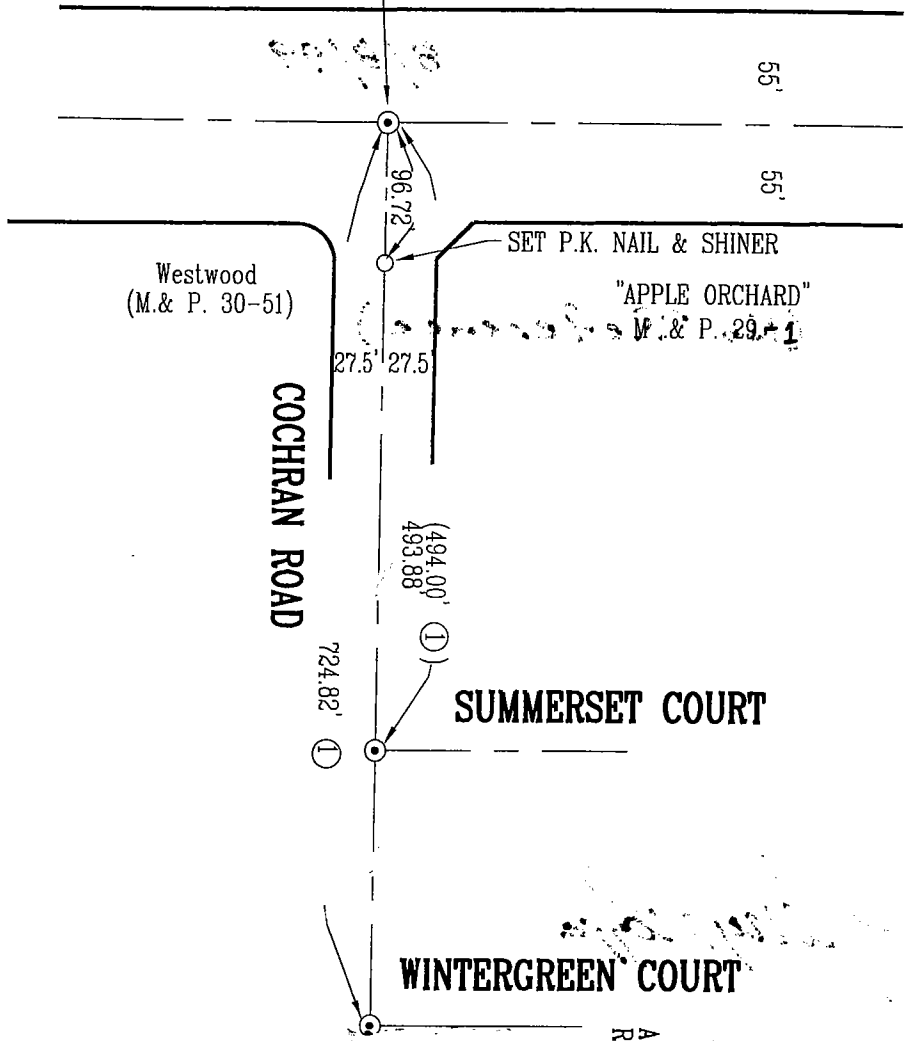 55'
55'
96.72'
SET P.K. NAIL & SHINER
Westwood
(M.& P. 30-51)
"APPLE ORCHARD"
M.& P. 29-1
27.5' 27.5'
COCHRAN ROAD
(494.00' ①)
493.88'
724.82' ①
SUMMERSET COURT
WINTERGREEN COURT
A
R